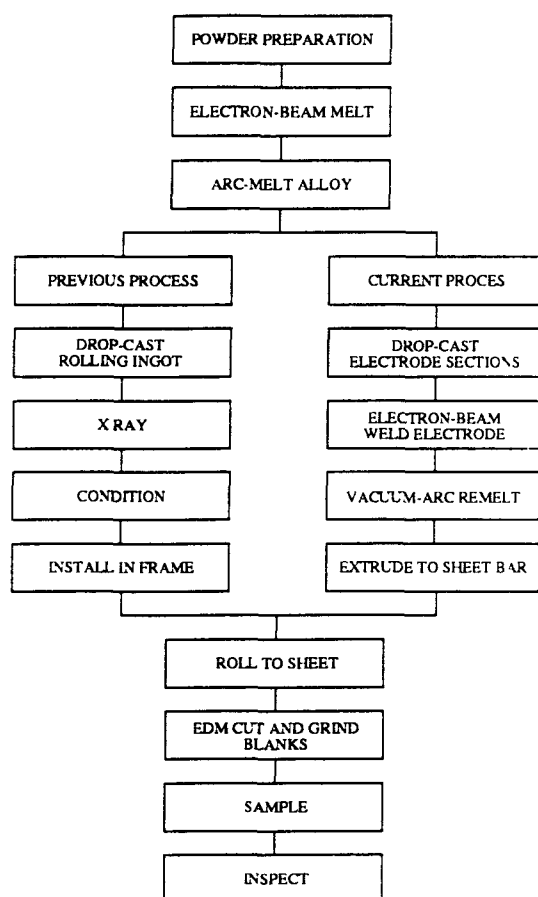 POWDER PREPARATION
ELECTRON-BEAM MELT
ARC-MELT ALLOY
PREVIOUS PROCESS
DROP-CAST
ROLLING INGOT
X RAY
CONDITION
INSTALL IN FRAME
CURRENT PROCES
DROP-CAST
ELECTRODE SECTIONS
ELECTRON-BEAM
WELD ELECTRODE
VACUUM-ARC REMELT
EXTRUDE TO SHEET BAR
ROLL TO SHEET
EDM CUT AND GRIND
BLANKS
SAMPLE
INSPECT